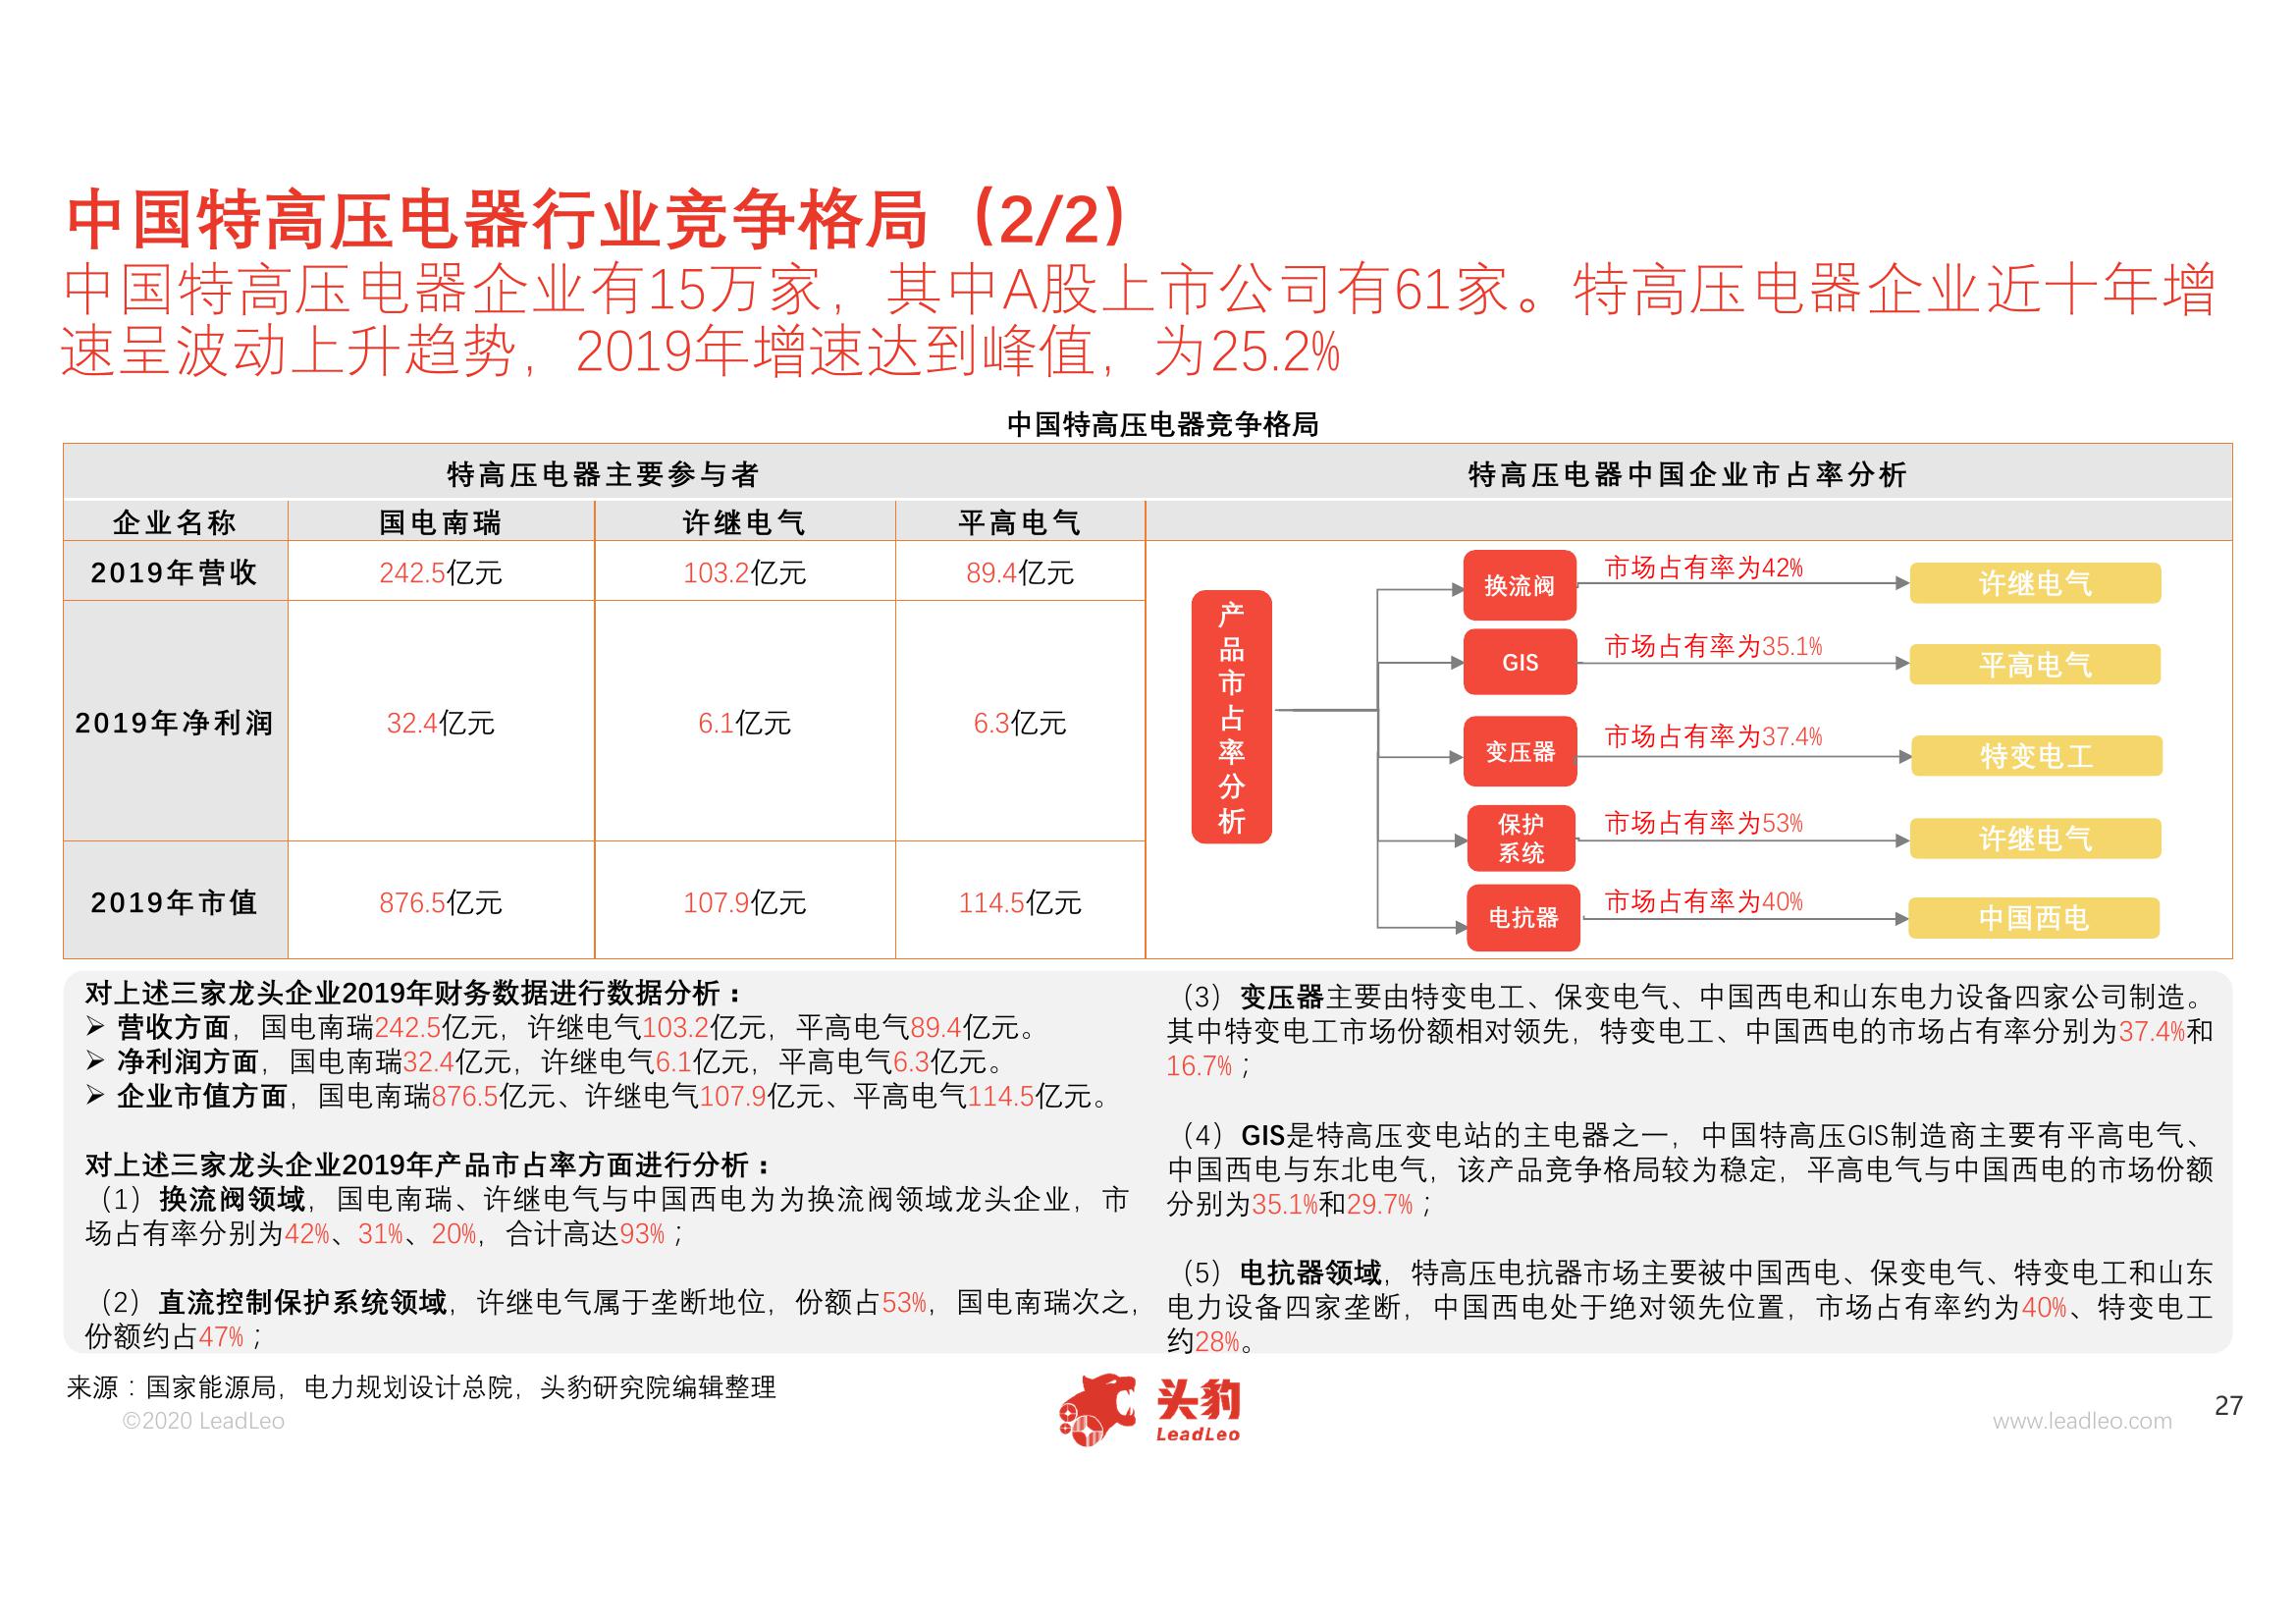 中国特高压电器行业竞争格局（2/2）
中国特高压电器企业有15万家，其中A股上市公司有61家。特高压电器企业近十年增
速呈波动上升趋势，2019年增速达到峰值，为25.2%
中国特高压电器竞争格局
特高压电器主要参与者
特高压电器中国企业市占率分析
企业名称 国电南瑞 许继电气 平高电气
2019年营收 242.5亿元 103.2亿元 89.4亿元
2019年净利润 32.4亿元 6.1亿元 6.3亿元
2019年市值 876.5亿元 107.9亿元 114.5亿元
产品市占率分析
换流阀 市场占有率为42% 许继电气
GIS 市场占有率为35.1% 平高电气
变压器 市场占有率为37.4% 特变电工
保护
系统 市场占有率为53% 许继电气
电抗器 市场占有率为40% 中国西电
对上述三家龙头企业2019年财务数据进行数据分析：
➢ 营收方面，国电南瑞242.5亿元，许继电气103.2亿元，平高电气89.4亿元。
➢ 净利润方面，国电南瑞32.4亿元，许继电气6.1亿元，平高电气6.3亿元。
➢ 企业市值方面，国电南瑞876.5亿元、许继电气107.9亿元、平高电气114.5亿元。
对上述三家龙头企业2019年产品市占率方面进行分析：
（1）换流阀领域，国电南瑞、许继电气与中国西电为为换流阀领域龙头企业，市
场占有率分别为42%、31%、20%，合计高达93%；
（2）直流控制保护系统领域，许继电气属于垄断地位，份额占53%，国电南瑞次之，
份额约占47%；
（3）变压器主要由特变电工、保变电气、中国西电和山东电力设备四家公司制造。
其中特变电工市场份额相对领先，特变电工、中国西电的市场占有率分别为37.4%和
16.7%；
（4）GIS是特高压变电站的主电器之一，中国特高压GIS制造商主要有平高电气、
中国西电与东北电气，该产品竞争格局较为稳定，平高电气与中国西电的市场份额
分别为35.1%和29.7%；
（5）电抗器领域，特高压电抗器市场主要被中国西电、保变电气、特变电工和山东
电力设备四家垄断，中国西电处于绝对领先位置，市场占有率约为40%、特变电工
约28%。
来源：国家能源局，电力规划设计总院，头豹研究院编辑整理
©2020 LeadLeo
头豹
LeadLeo
www.leadleo.com
27